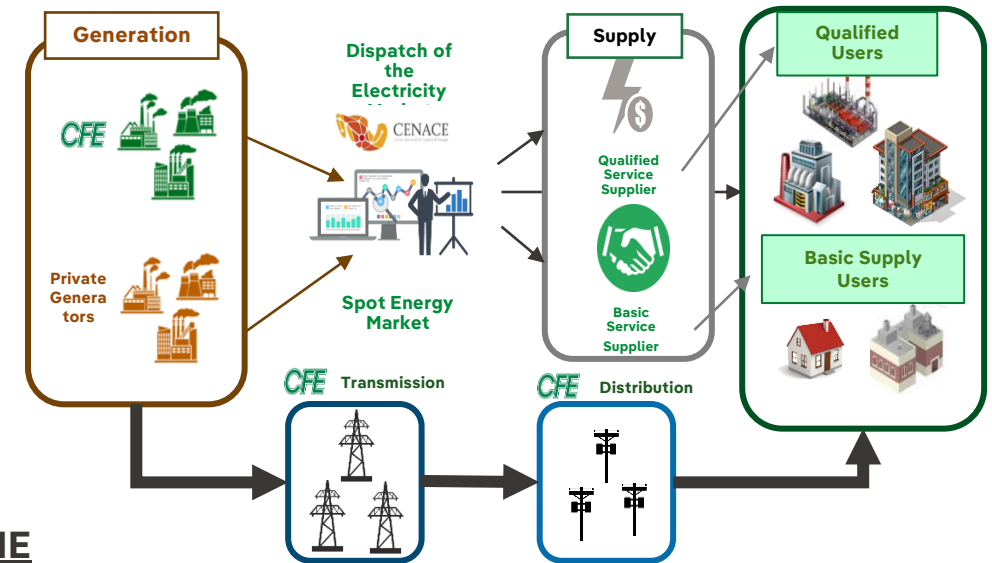 Generation
CFE
Private
Genera
tors
Dispatch of
the
Electricity
CENACE
Spot Energy
Market
Supply
$
Qualified
Service
Supplier
Basic
Service
Supplier
Qualified
Users
Basic Supply
Users
CFE Transmission
CFE Distribution